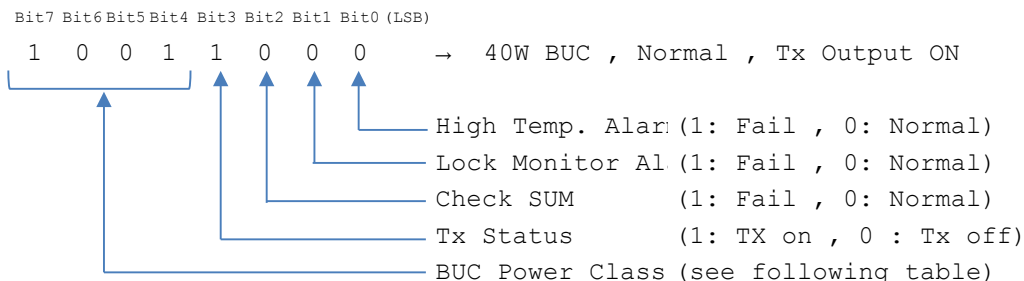 Bit7 Bit6 Bit5 Bit4 Bit3 Bit2 Bit1 Bit0 (LSB)
1 0 0 1 1 0 0 0 → 40W BUC , Normal , Tx Output ON
High Temp. Alar (1: Fail , 0: Normal)
Lock Monitor Al (1: Fail , 0: Normal)
Check SUM (1: Fail , 0: Normal)
Tx Status (1: TX on , 0 : Tx off)
BUC Power Class (see following table)